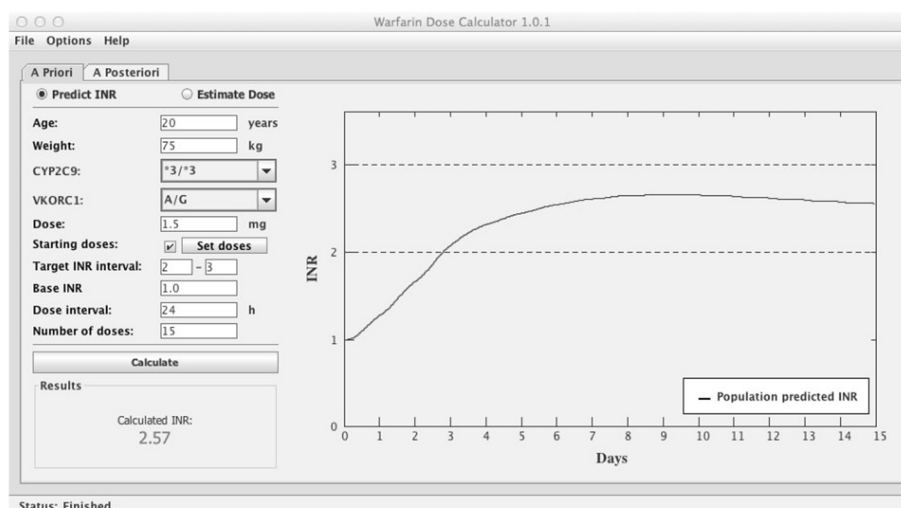 Warfarin Dose Calculator 1.0.1
File Options Help
A Priori A Posteriori
Predict INR Estimate Dose
Age: 20 years
Weight: 75 kg
CYP2C9: *3/*3
VKORC1: A/G
Dose: 1.5 mg
Starting doses: Set doses
Target INR interval: 2 - 3
Base INR 1.0
Dose interval: 24 h
Number of doses: 15
Calculate
Results
Calculated INR:
2.57
INR
3
2
1
0
Population predicted INR
0 1 2 3 4 5 6 7 8 9 10 11 12 13 14 15
Days
Status: Finished